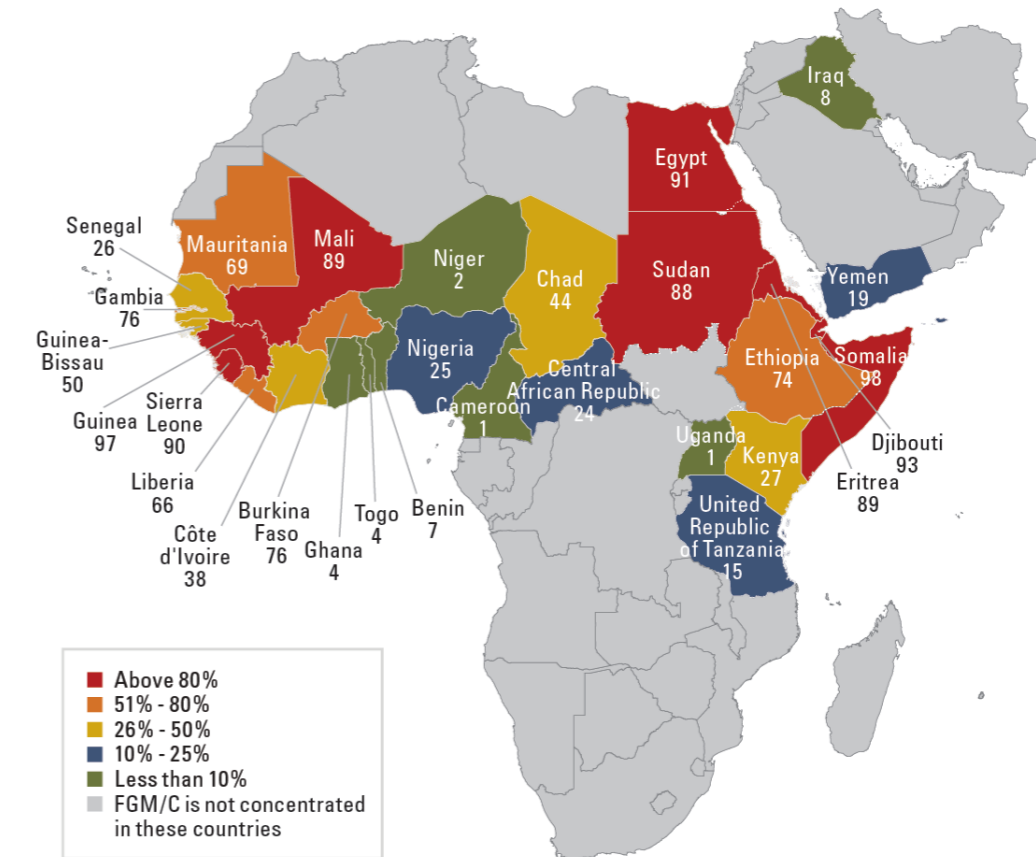 Iraq
8
Egypt
91
Senegal
26
Mauritania
69
Mali
89
Niger
2
Chad
44
Sudan
88
Yemen
19
Gambia
76
Guinea-
Bissau
50
Nigeria
25
Ethiopia
74
Somalia
98
Central
African Republic
24
Cameroon
1
Guinea
97
Sierra
Leone
90
Uganda
1
Kenya
27
Djibouti
93
Eritrea
89
Liberia
66
Côte
d'Ivoire
38
Burkina
Faso
76
Ghana
4
Togo
4
Benin
7
United
Republic
of Tanzania
15
Above 80%
51% - 80%
26% - 50%
10% - 25%
Less than 10%
FGM/C is not concentrated
in these countries